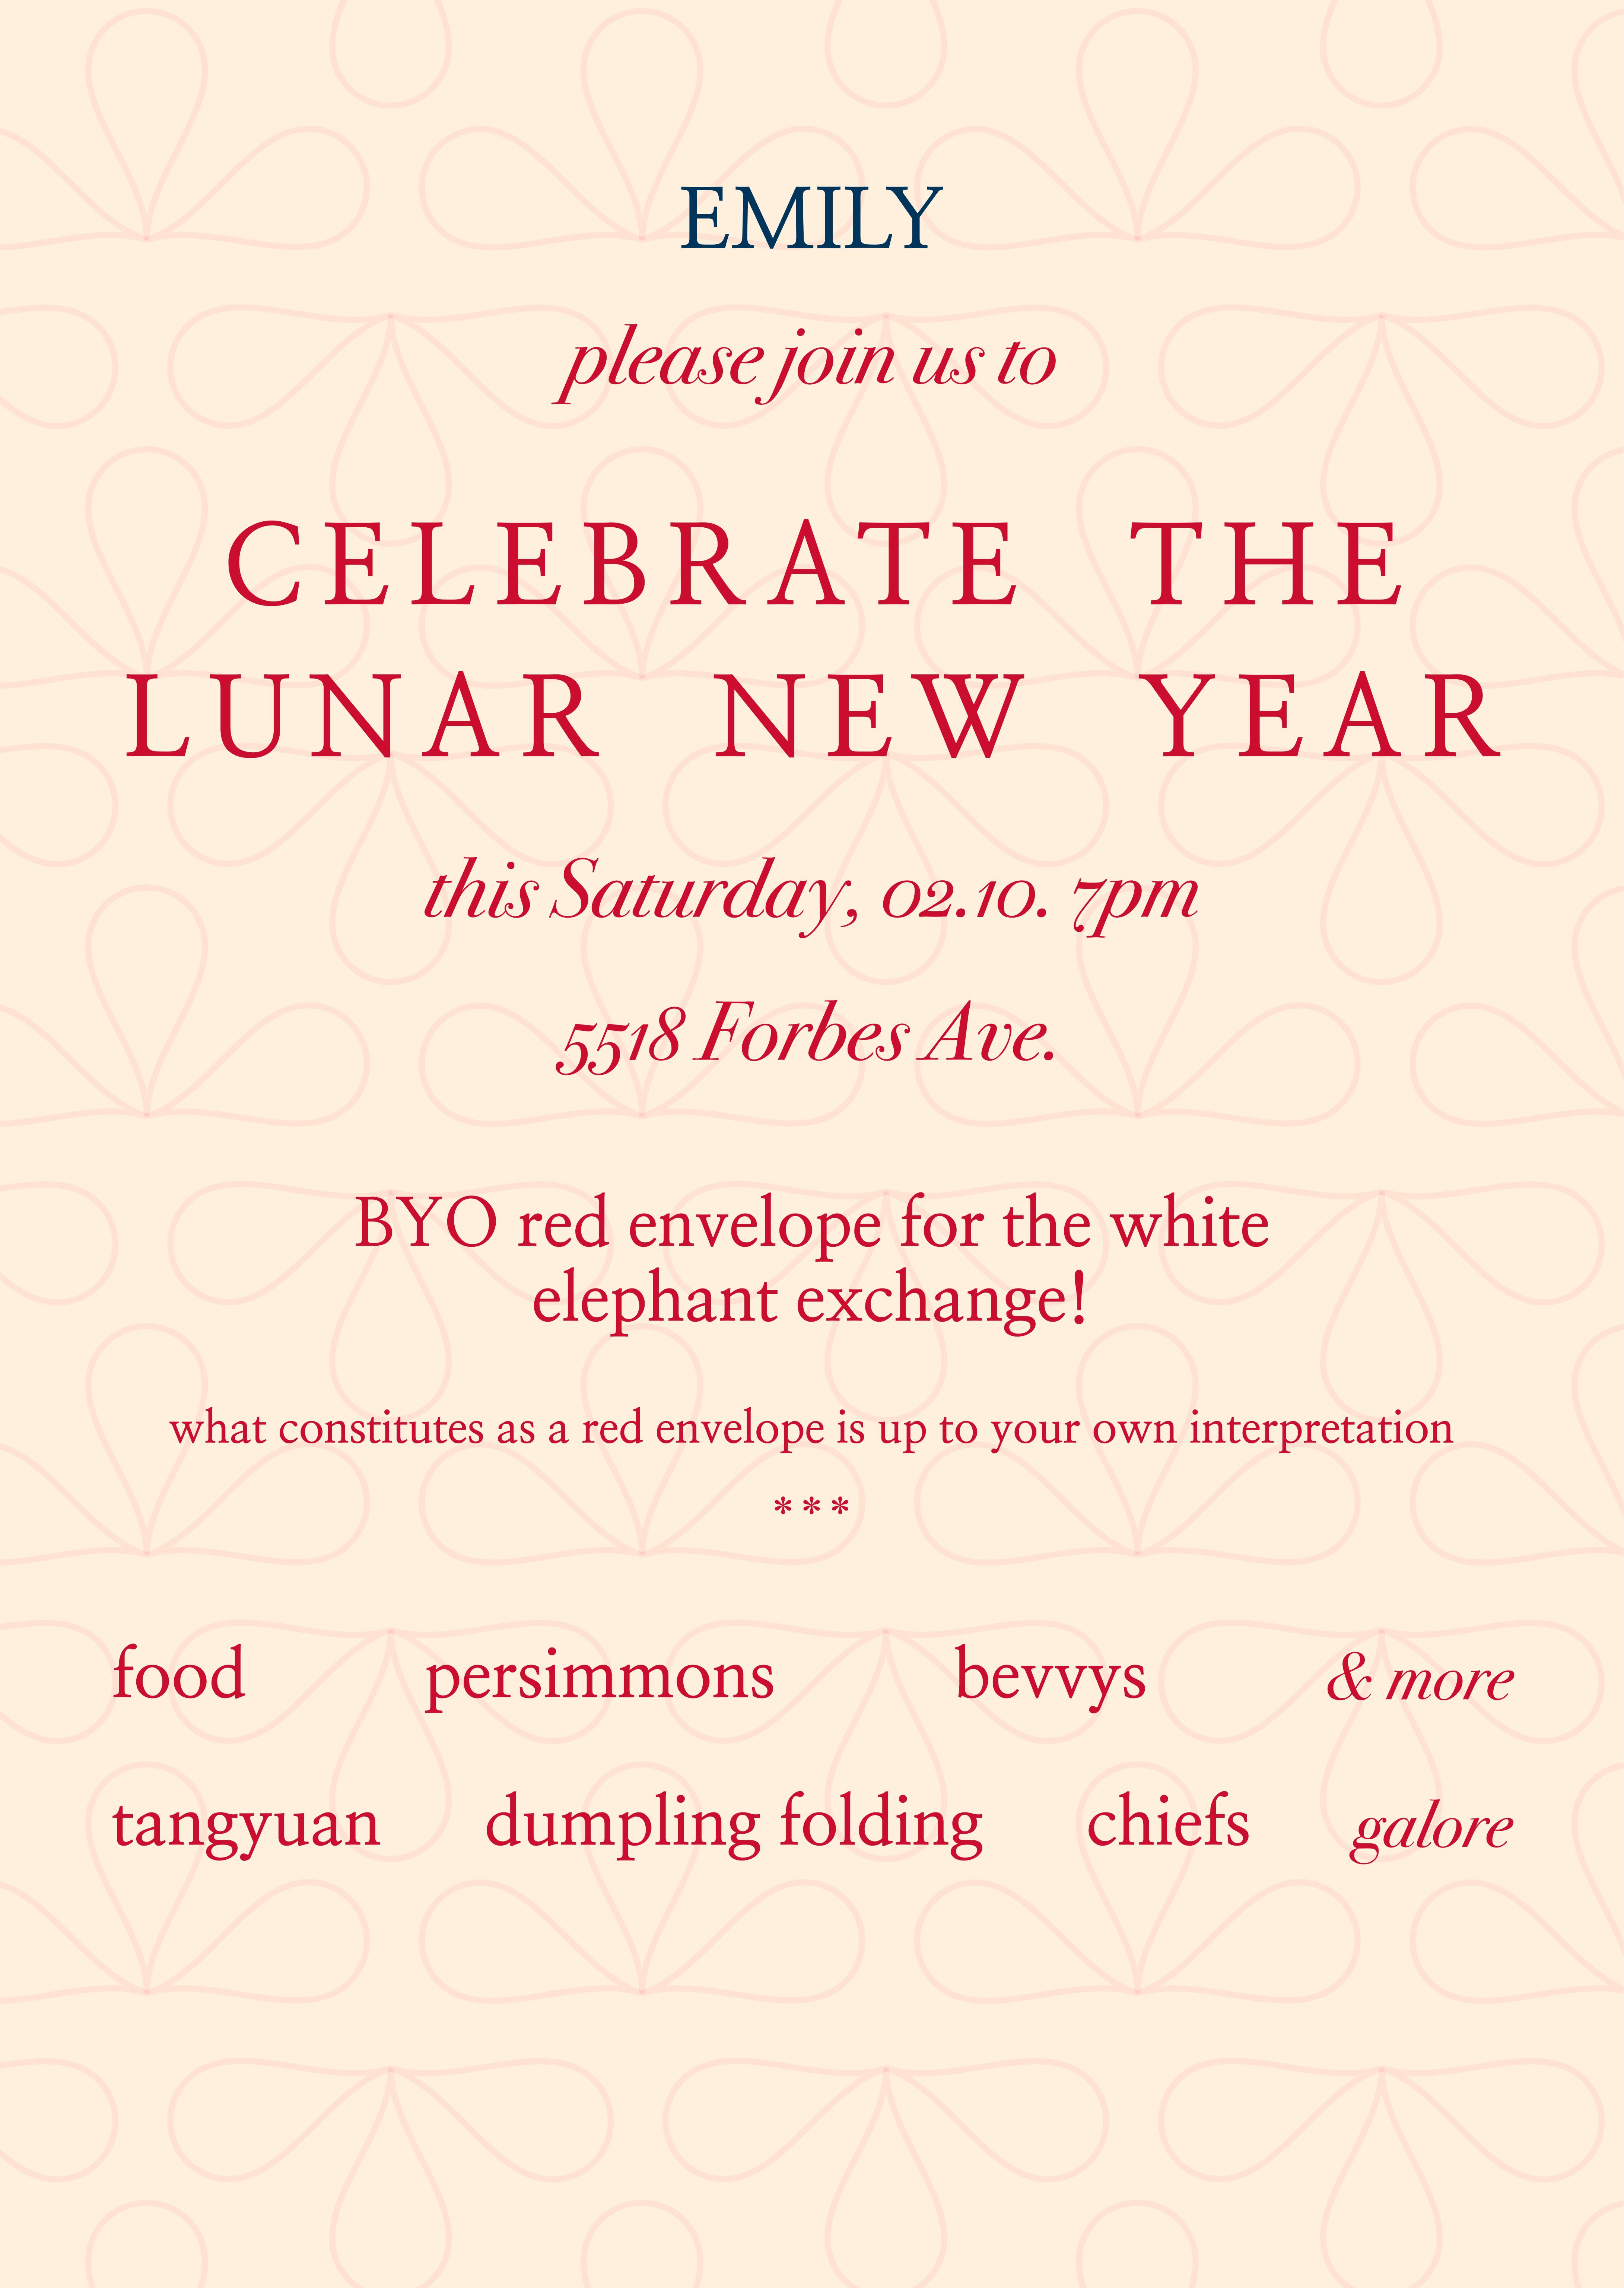 EMILY
please join us to
CELEBRATE THE
LUNAR NEW YEAR
this Saturday, 02.10. 7pm
5518 Forbes Ave.
BYO red envelope for the white
elephant exchange!
what constitutes as a red envelope is up to your own interpretation
***
food persimmons bevvys & more
tangyuan dumpling folding chiefs galore